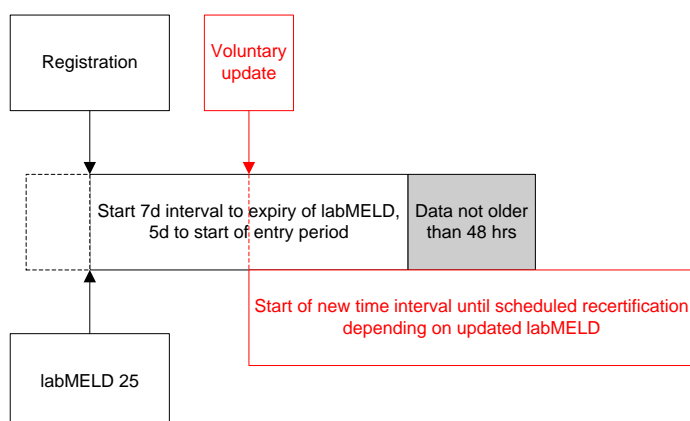 Registration
Voluntary
update
Start 7d interval to expiry of labMELD,
5d to start of entry period
Data not older
than 48 hrs
Start of new time interval until scheduled recertification
depending on updated labMELD
labMELD 25